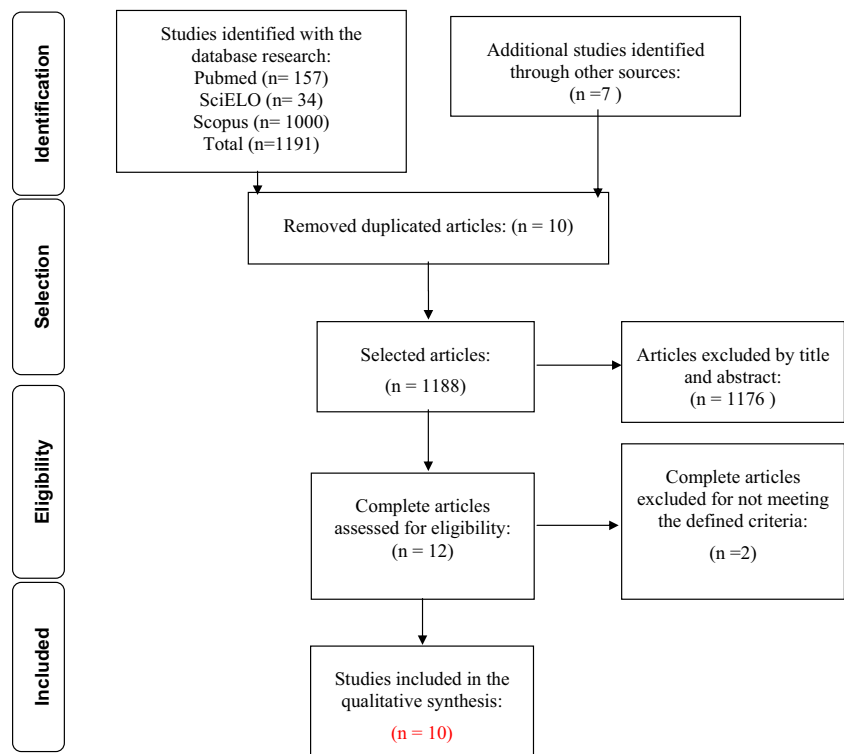 Identification
Studies identified with the
database research:
Pubmed (n= 157)
SciELO (n= 34)
Scopus (n= 1000)
Total (n=1191)
Additional studies identified
through other sources:
(n =7 )
Selection
Removed duplicated articles: (n = 10)
Selected articles:
(n = 1188)
Articles excluded by title
and abstract:
(n = 1176 )
Eligibility
Complete articles
assessed for eligibility:
(n = 12)
Complete articles
excluded for not meeting
the defined criteria:
(n =2)
Included
Studies included in the
qualitative synthesis:
(n = 10)